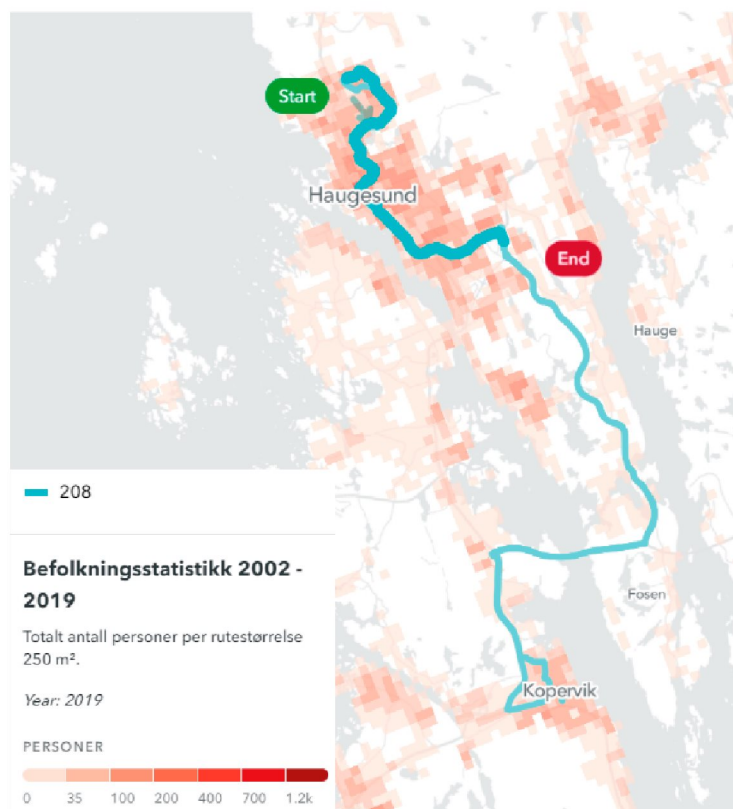 Start
Haugesund
End
Hauge
208
Befolkningsstatistikk 2002 -
2019
Totalt antall personer per rutestørrelse
250 m².
Year: 2019
Fosen
Kopervik
PERSONER
0 35 100 200 400 700 1.2k